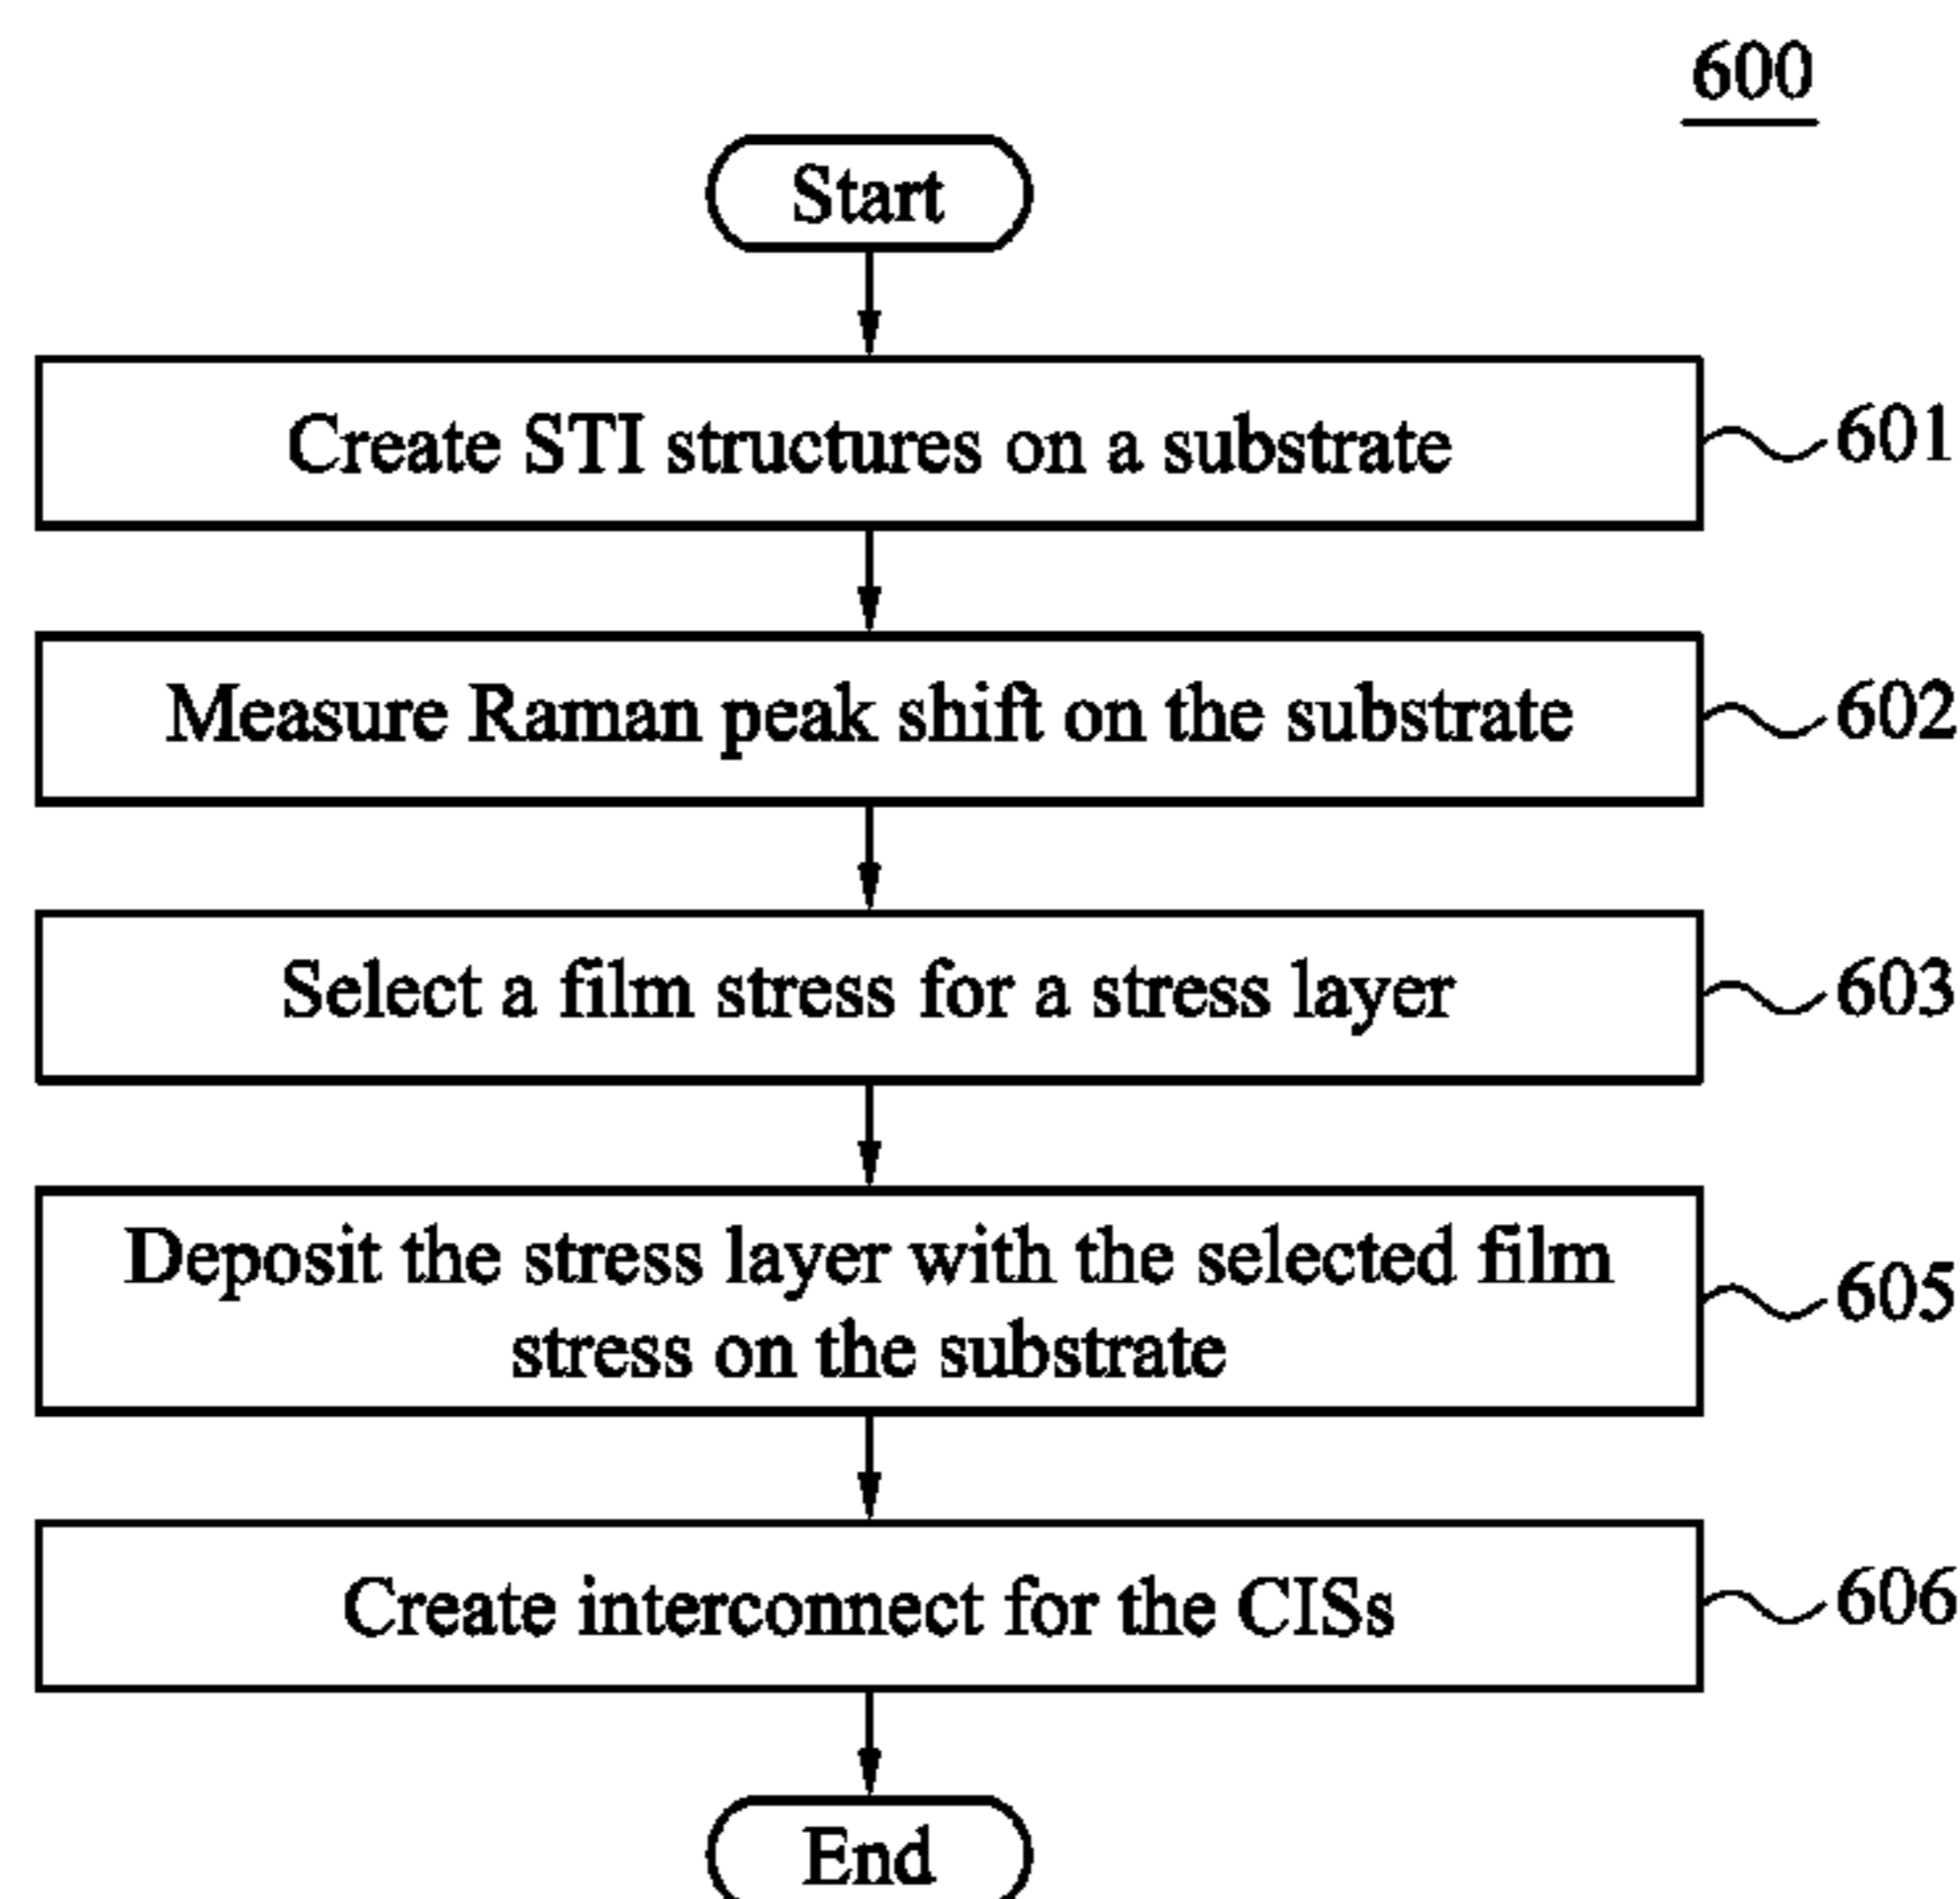 600
Start
Create STI structures on a substrate
601
Measure Raman peak shift on the substrate
602
Select a film stress for a stress layer
603
Deposit the stress layer with the selected film
stress on the substrate
605
Create interconnect for the CISs
606
End